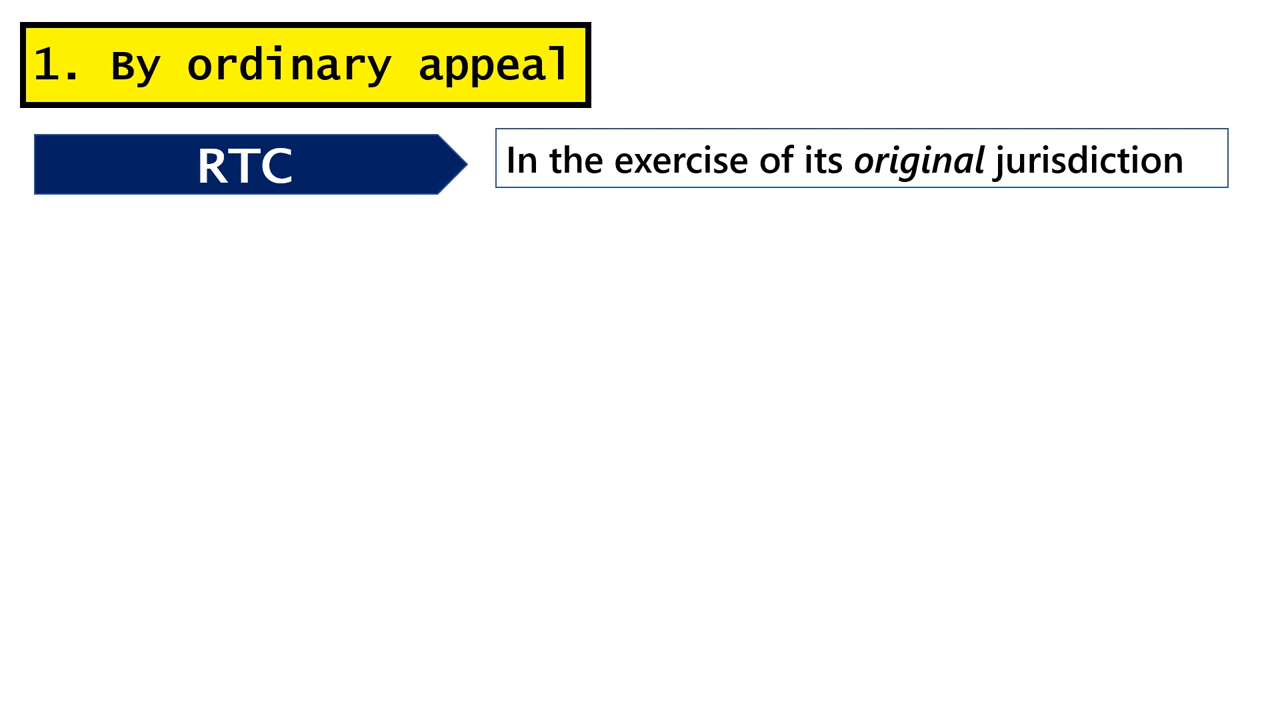 1. By ordinary appeal
RTC
In the exercise of its original jurisdiction